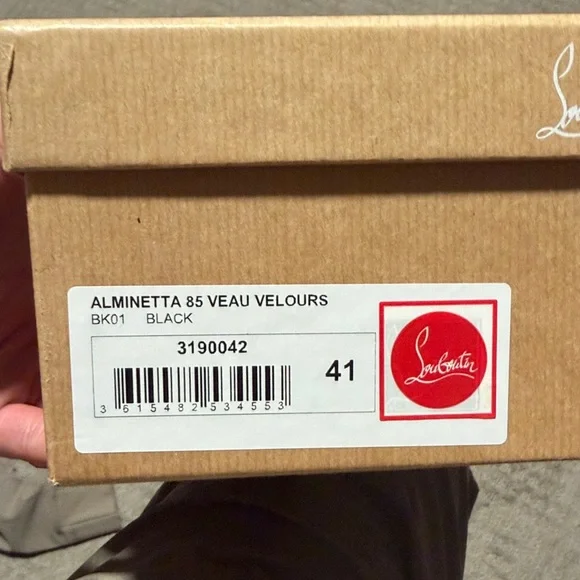 ALMINETTA 85 VEAU VELOURS
BK01 BLACK
3190042
41
3 615482 534553
Louboutin